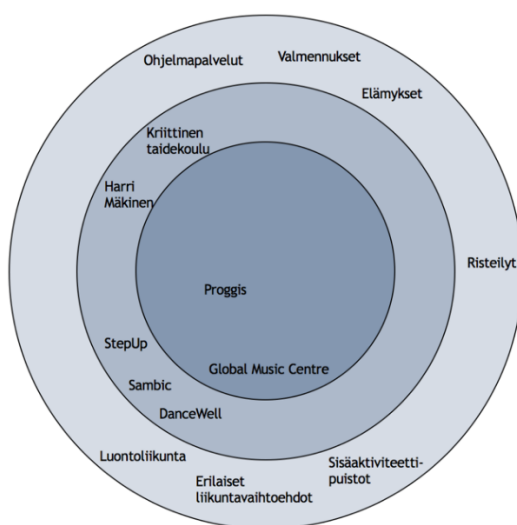 Ohjelmapalvelut
Valmennukset
Elämykset
Kriittinen
taidekoulu
Harri
Mäkinen
Risteilyt
Proggis
StepUp
Global Music Centre
Sambic
DanceWell
Luontoliikunta
Sisäaktiviteetti-
puistot
Erilaiset
liikuntavaihtoehdot